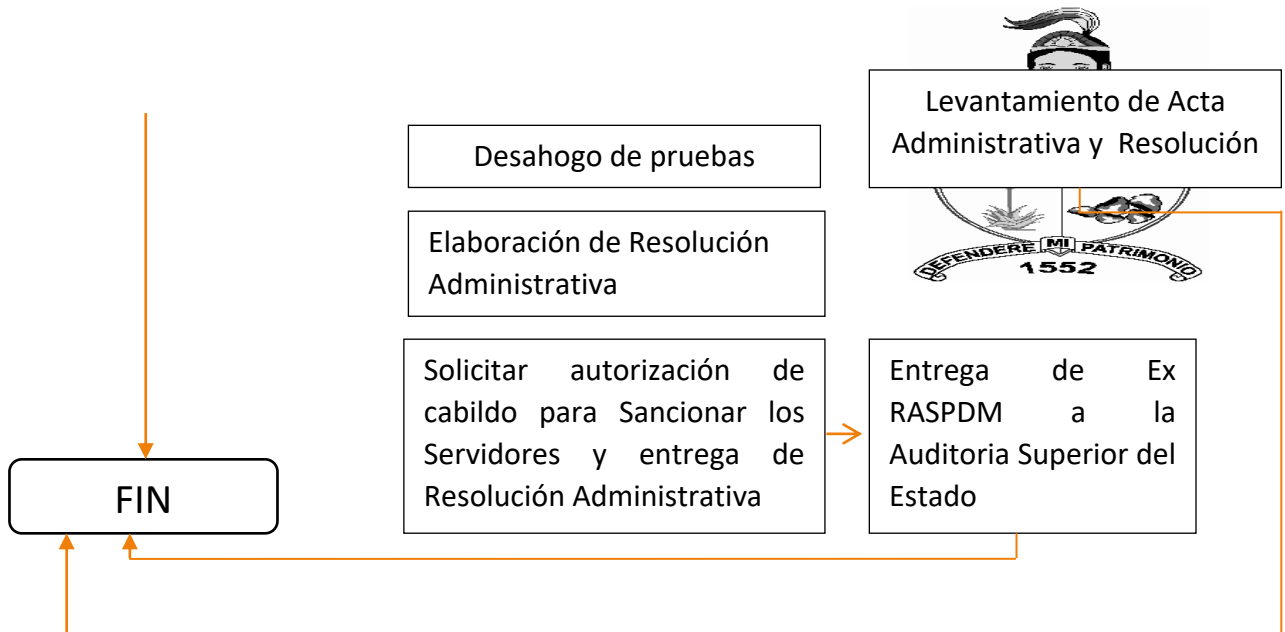 Levantamiento de Acta
Administrativa y Resolución
Desahogo de pruebas
Elaboración de Resolución
Administrativa
DEFENDERE MI PATRIMONIO
1552
Solicitar autorización de
cabildo para Sancionar los
Servidores y entrega de
Resolución Administrativa
Entrega de Ex
RASPDM a la
Auditoria Superior del
Estado
FIN